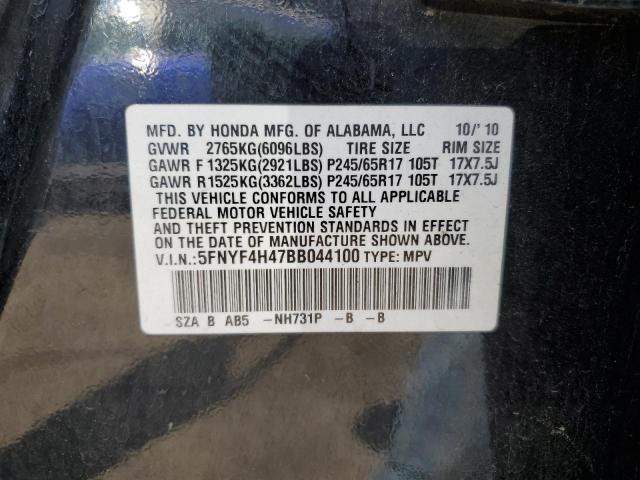 MFD. BY HONDA MFG. OF ALABAMA, LLC 10/'10
GVWR 2765KG(6096LBS) TIRE SIZE RIM SIZE
GAWR F 1325KG(2921LBS) P245/65R17 105T 17X7.5J
GAWR R 1525KG(3362LBS) P245/65R17 105T 17X7.5J
THIS VEHICLE CONFORMS TO ALL APPLICABLE
FEDERAL MOTOR VEHICLE SAFETY
AND THEFT PREVENTION STANDARDS IN EFFECT
ON THE DATE OF MANUFACTURE SHOWN ABOVE.
V.I.N.:5FNYF4H47BB044100 TYPE: MPV
SZA B AB5 -NH731P -B -B